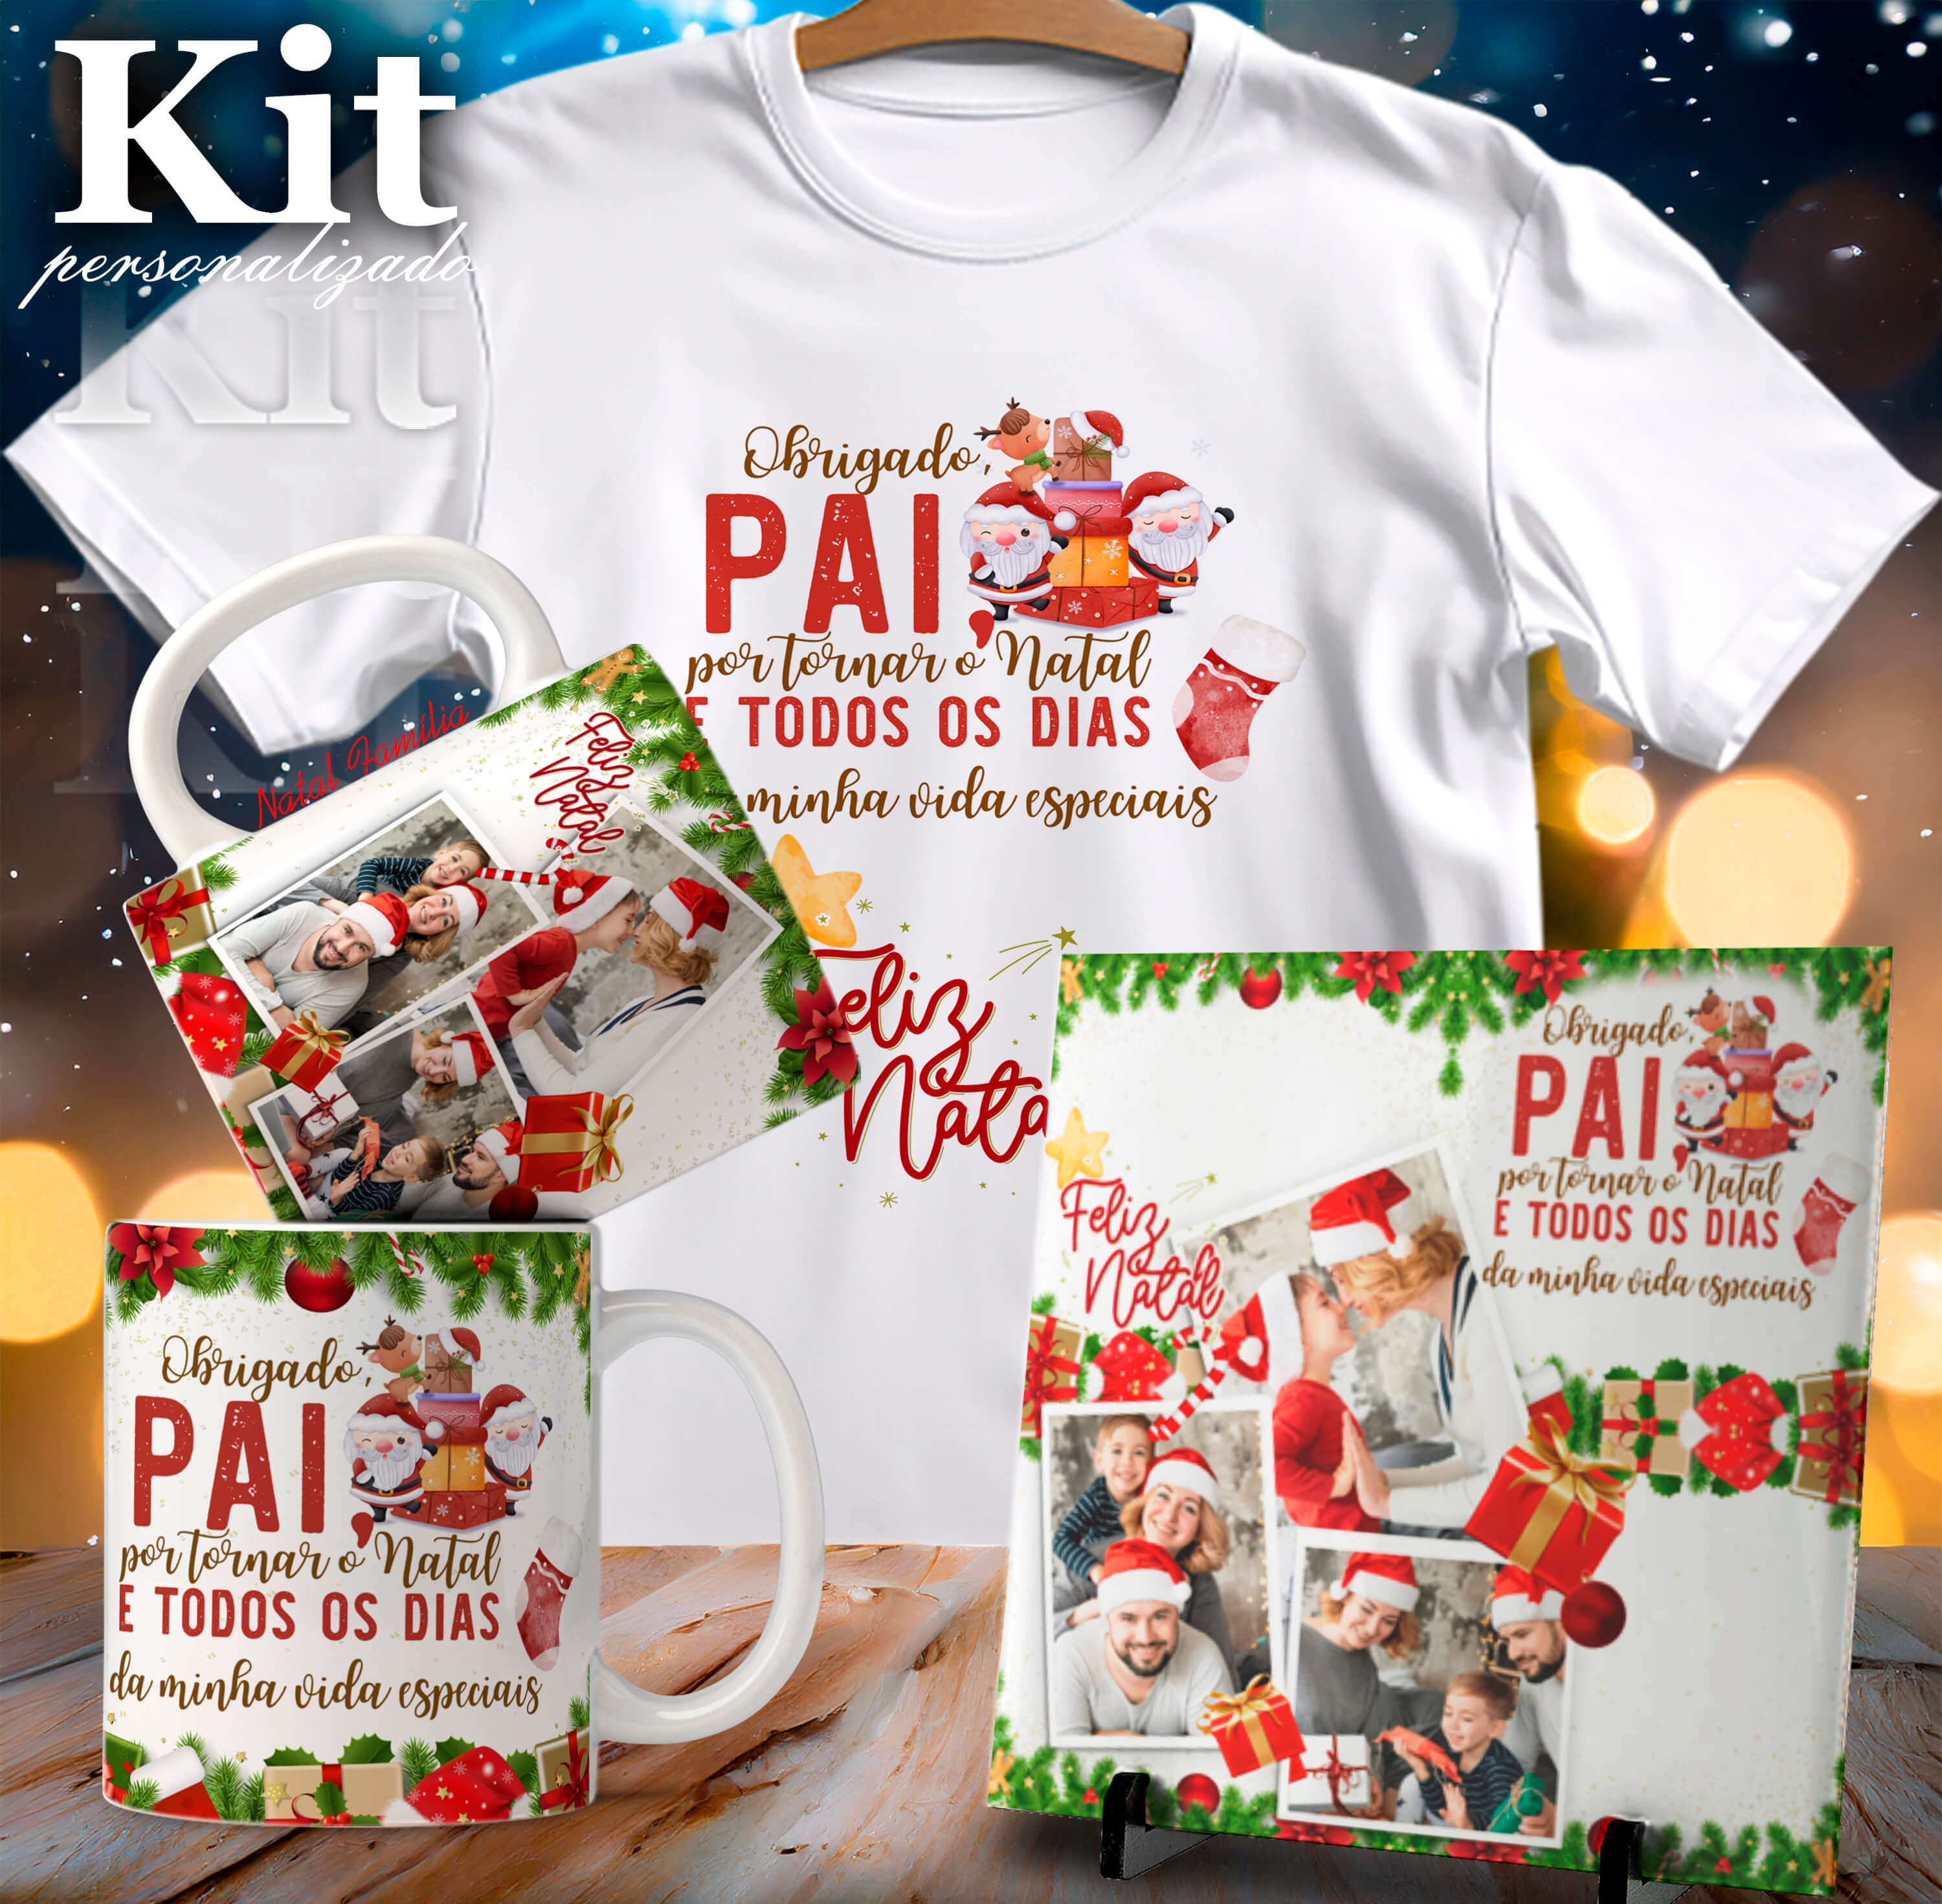 Kit
personalizado
Kit
Obrigado,
PAI,
por tornar o Natal
E TODOS OS DIAS
minha vida especiais
Natal Família
Feliz
Natal
Feliz
Nata
Obrigado,
PAI,
por tornar o Natal
E TODOS OS DIAS
da minha vida especiais
Feliz
Natal
Obrigado,
PAI,
por tornar o Natal
E TODOS OS DIAS
da minha vida especiais